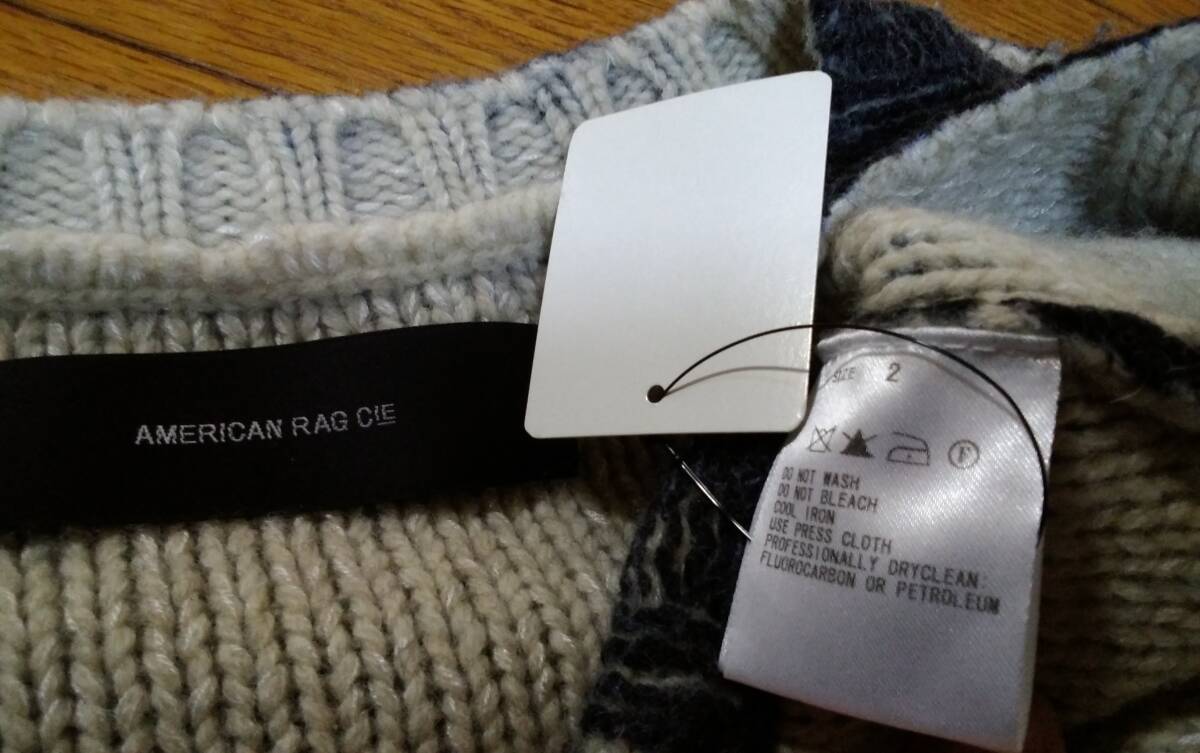 AMERICAN RAG CIE
SIZE 2
F
DO NOT WASH
DO NOT BLEACH
COOL IRON
USE PRESS CLOTH
PROFESSIONALLY DRYCLEAN:
FLUOROCARBON OR PETROLEUM